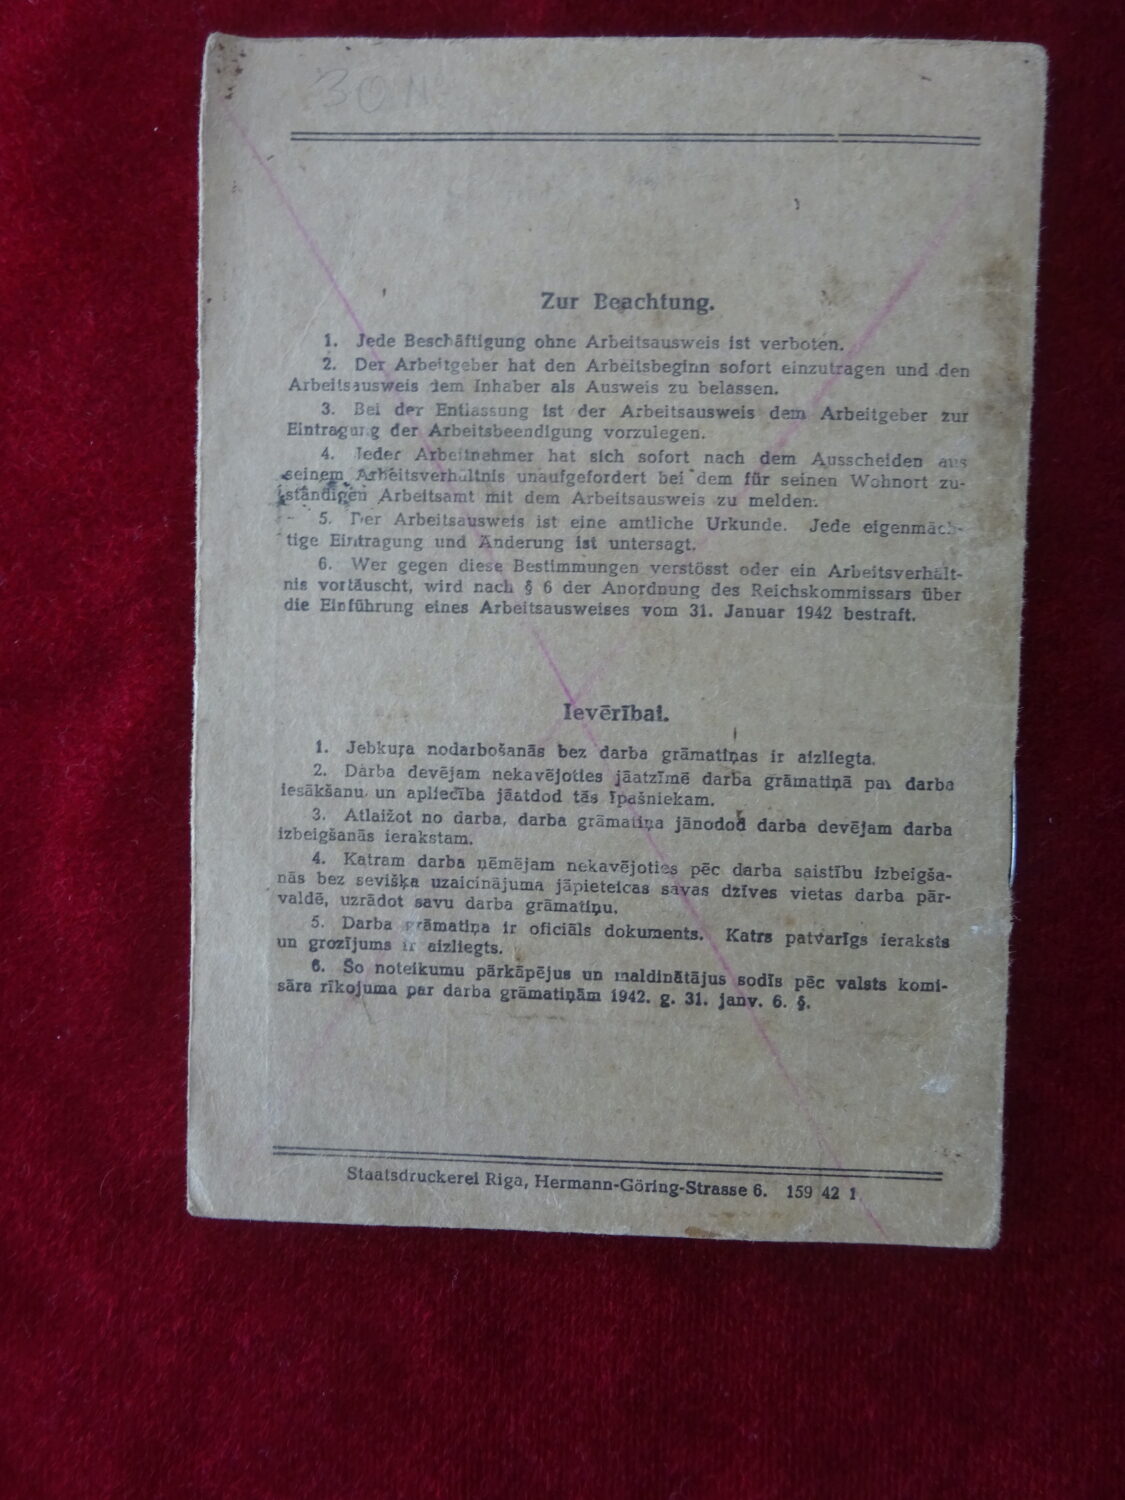 Zur Beachtung.
1. Jede Beschäftigung ohne Arbeitsausweis ist verboten.
2. Der Arbeitgeber hat den Arbeitsbeginn sofort einzutragen und den
Arbeitsausweis dem Inhaber als Ausweis zu belassen.
3. Bei der Entlassung ist der Arbeitsausweis dem Arbeitgeber zur
Eintragung der Arbeitsbeendigung vorzulegen.
4. Jeder Arbeitnehmer hat sich sofort nach dem Ausscheiden aus
seinem Arbeitsverhältnis unaufgefordert bei dem für seinen Wohnort zu-
ständigen Arbeitsamt mit dem Arbeitsausweis zu melden.
5. Der Arbeitsausweis ist eine amtliche Urkunde. Jede eigenmäch-
tige Eintragung und Änderung ist untersagt.
6. Wer gegen diese Bestimmungen verstösst oder ein Arbeitsverhält-
nis vortäuscht, wird nach § 6 der Anordnung des Reichskommissars über
die Einführung eines Arbeitsausweises vom 31. Januar 1942 bestraft.
Ievērībai.
1. Jebkuŗa nodarbošanās bez darba grāmatiņas ir aizliegta.
2. Darba devējam nekavējoties jāatzīmē darba grāmatiņā par darba
iesākšanu un apliecība jāatdod tās īpašniekam.
3. Atlaižot no darba, darba grāmatiņa jānodod darba devējam darba
izbeigšanās ierakstam.
4. Katram darba ņēmējam nekavējoties pēc darba saistību izbeigša-
nās bez sevišķa uzaicinājuma jāpieteicas savas dzīves vietas darba pār-
valdē, uzrādot savu darba grāmatiņu.
5. Darba grāmatiņa ir oficiāls dokuments. Katrs patvarīgs ieraksts
un grozījums ir aizliegts.
6. Šo noteikumu pārkāpējus un maldinātājus sodīs pēc valsts komi-
sāra rīkojuma par darba grāmatiņām 1942. g. 31. janv. 6. §.
Staatsdruckerei Riga, Hermann-Göring-Strasse 6. 159 42 1